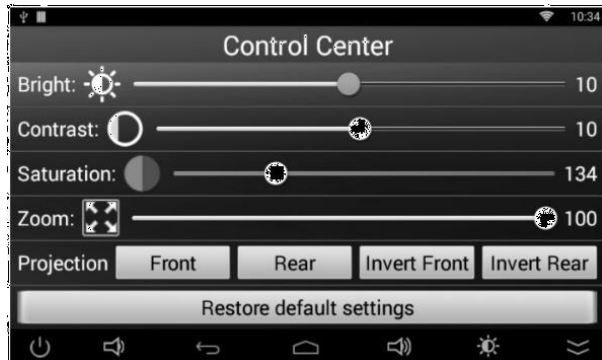 10:34
Control Center
Bright: 10
Contrast: 10
Saturation: 134
Zoom: 100
Projection Front Rear Invert Front Invert Rear
Restore default settings